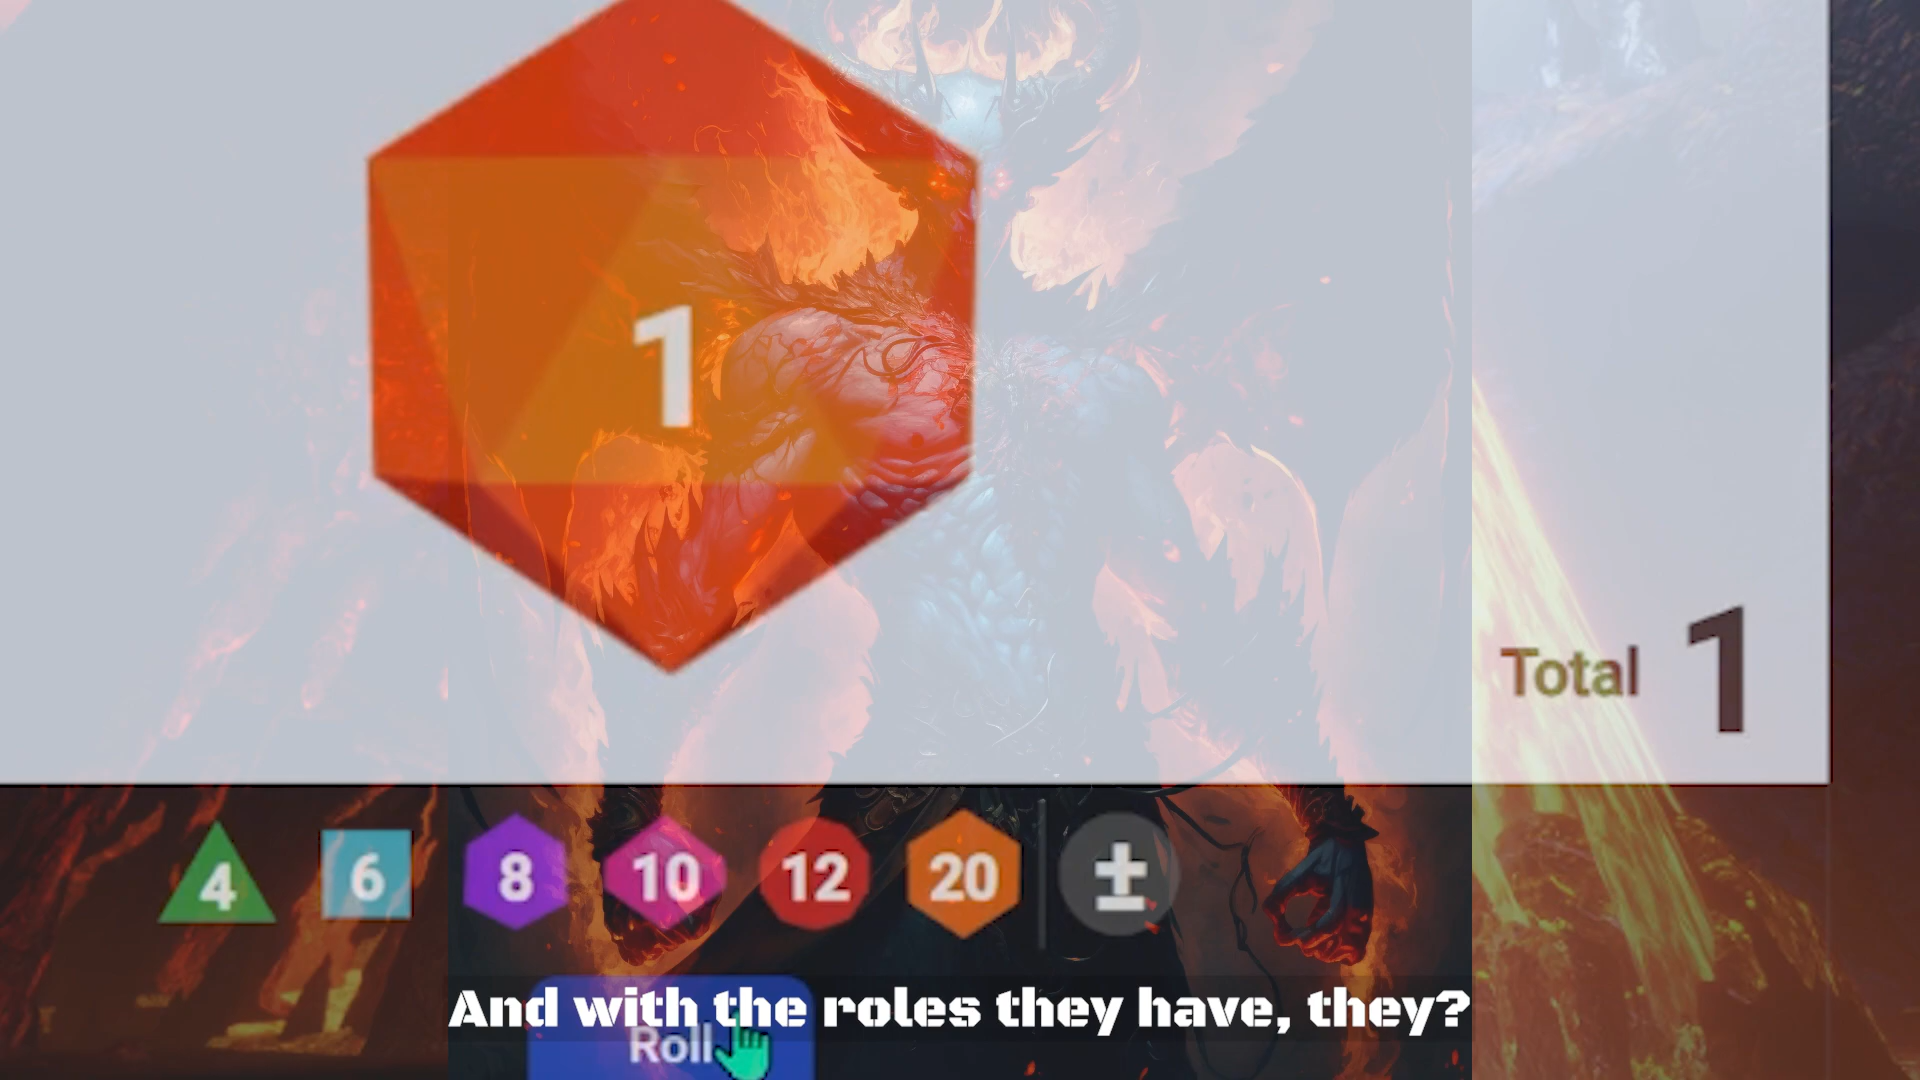 1
Total 1
4 6 8 10 12 20 ±
And with the roles they have, they?
Roll